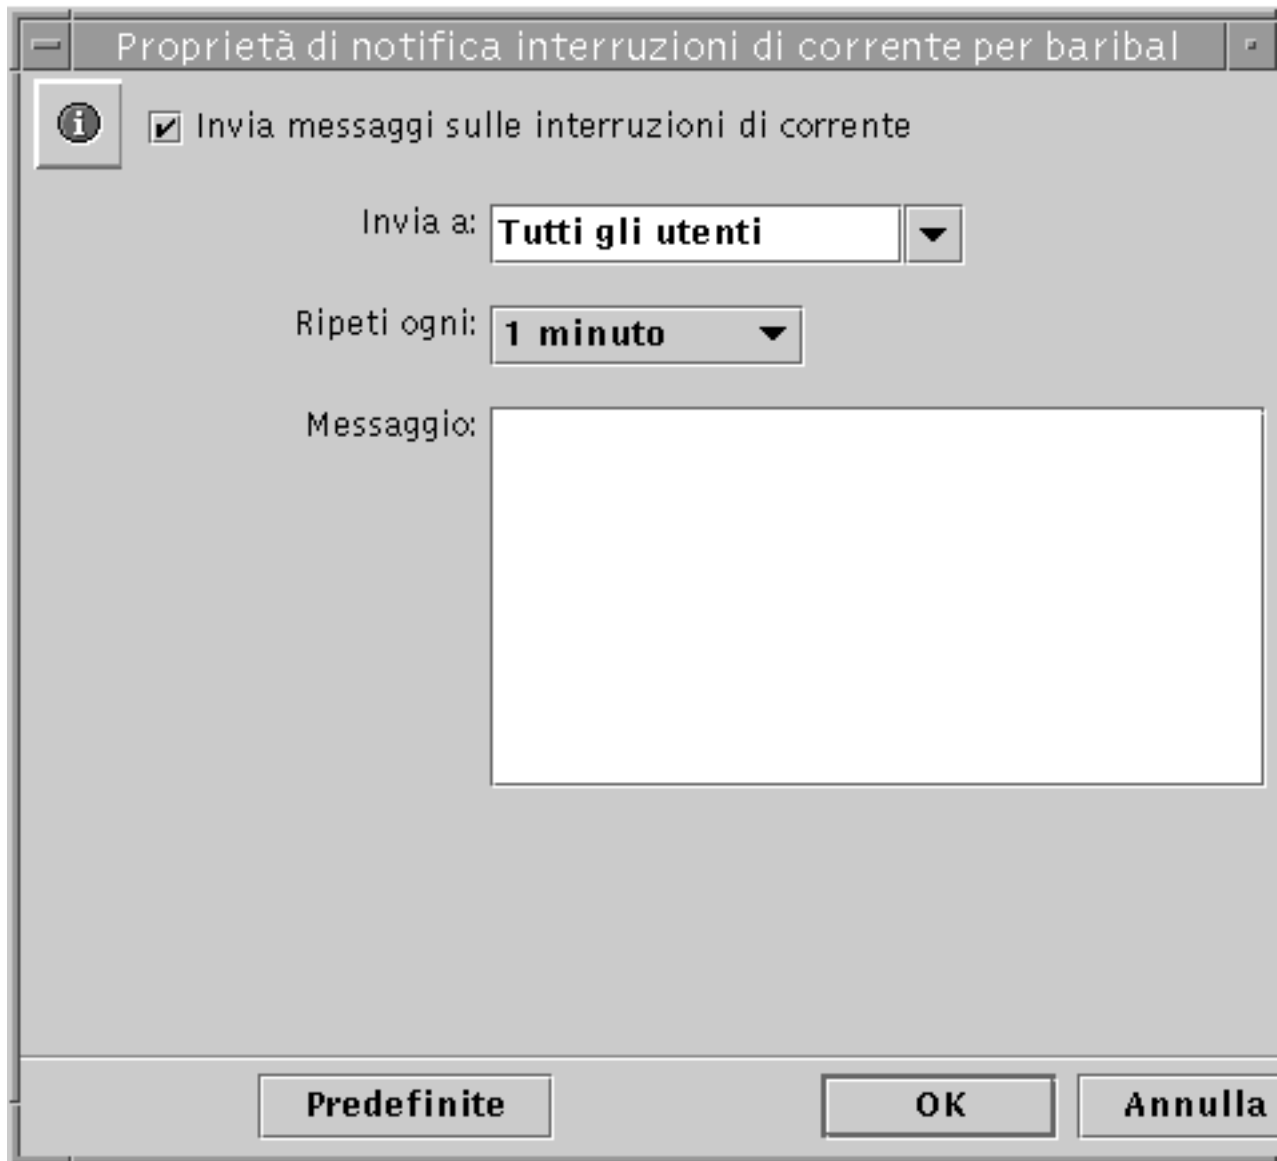 Proprietà di notifica interruzioni di corrente per baribal
Invia messaggi sulle interruzioni di corrente
Invia a: Tutti gli utenti
Ripeti ogni: 1 minuto
Messaggio:
Predefinite OK Annulla